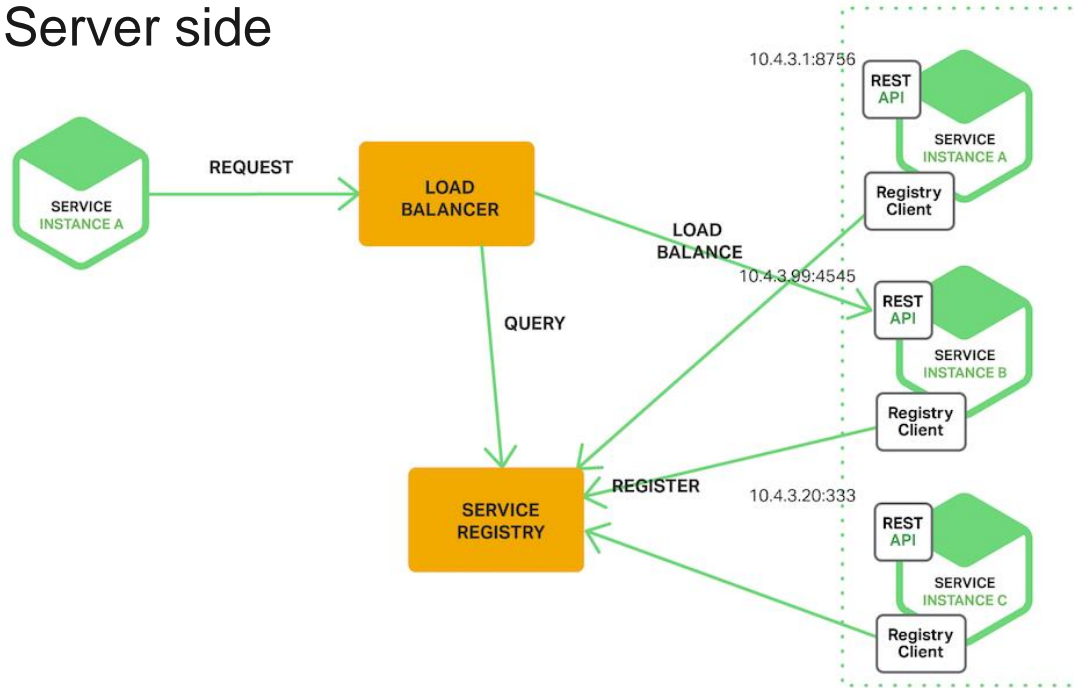 Server side
SERVICE
INSTANCE A
REQUEST
LOAD
BALANCER
LOAD
BALANCE
QUERY
SERVICE
REGISTRY
REGISTER
10.4.3.1:8756
REST
API
SERVICE
INSTANCE A
Registry
Client
10.4.3.99:4545
REST
API
SERVICE
INSTANCE B
Registry
Client
10.4.3.20:333
REST
API
SERVICE
INSTANCE C
Registry
Client